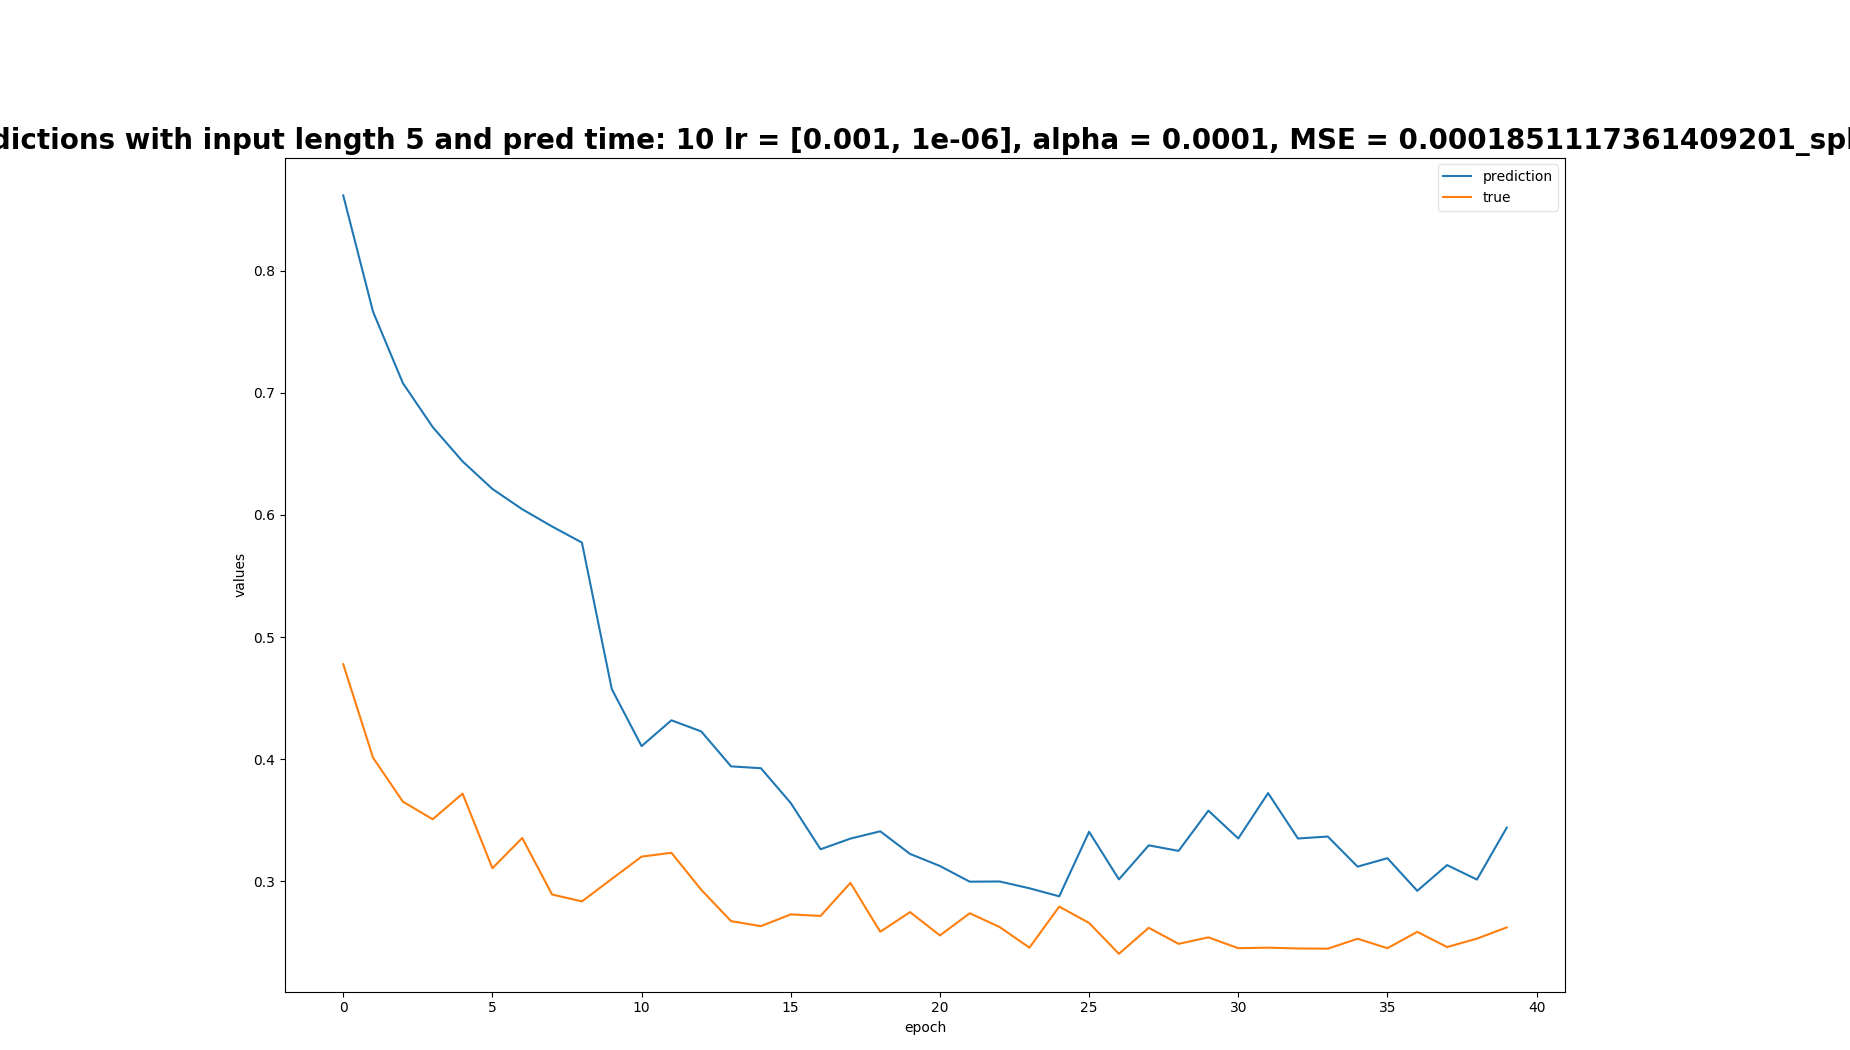 dictions with input length 5 and pred time: 10 lr = [0.001, 1e-06], alpha = 0.0001, MSE = 0.0001851117361409201_spl
prediction
true
0.8
0.7
0.6
0.5
0.4
0.3
values
0 5 10 15 20 25 30 35 40
epoch